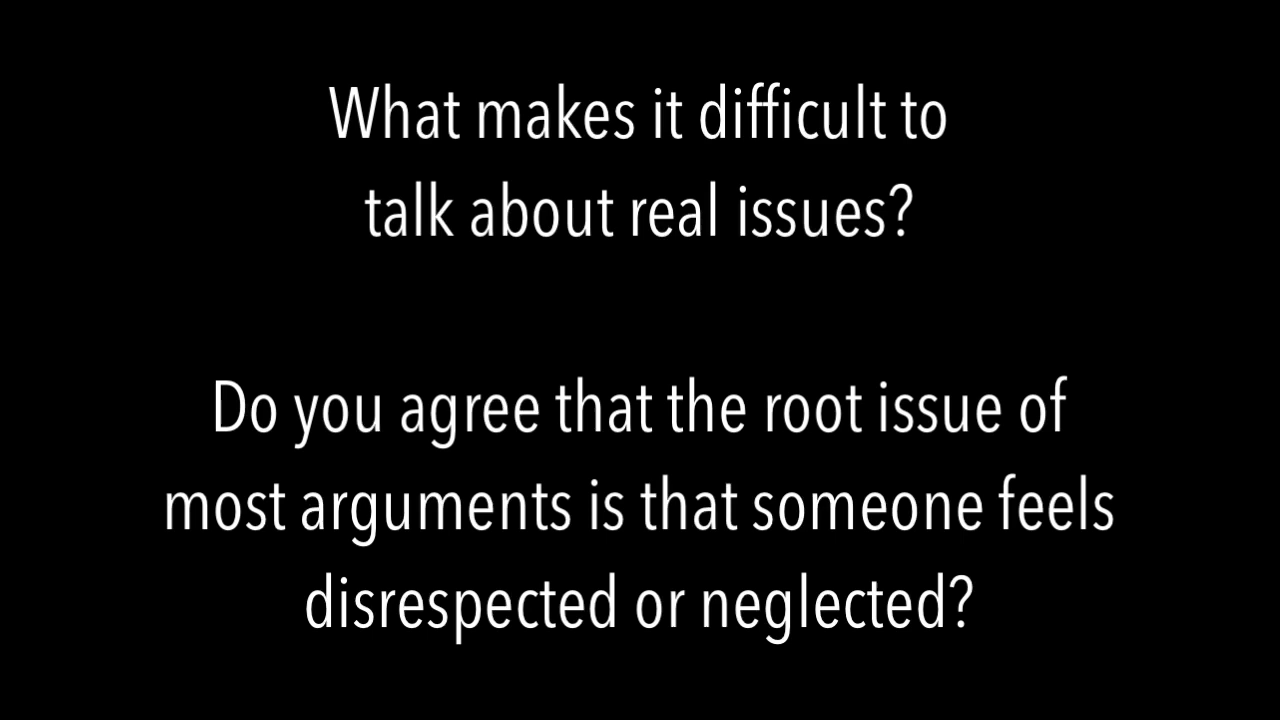 What makes it difficult to
talk about real issues?
Do you agree that the root issue of
most arguments is that someone feels
disrespected or neglected?